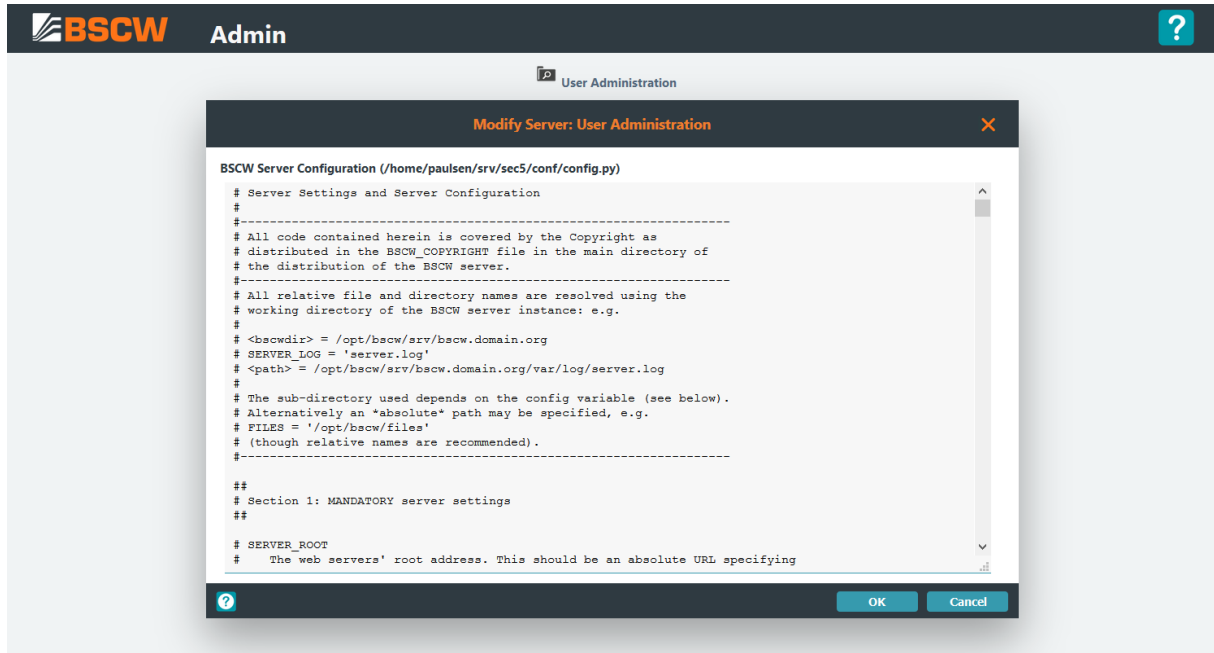 BSCW
Admin
?
User Administration
Modify Server: User Administration
BSCW Server Configuration (/home/paulsen/srv/sec5/conf/config.py)
# Server Settings and Server Configuration
#
#------------------------------------------------------------------
# All code contained herein is covered by the Copyright as
# distributed in the BSCW_COPYRIGHT file in the main directory of
# the distribution of the BSCW server.
#------------------------------------------------------------------
# All relative file and directory names are resolved using the
# working directory of the BSCW server instance: e.g.
#
# <bscwdir> = /opt/bscw/srv/bscw.domain.org
# SERVER_LOG = 'server.log'
# <path> = /opt/bscw/srv/bscw.domain.org/var/log/server.log
#
# The sub-directory used depends on the config variable (see below).
# Alternatively an *absolute* path may be specified, e.g.
# FILES = '/opt/bscw/files'
# (though relative names are recommended).
#------------------------------------------------------------------
##
# Section 1: MANDATORY server settings
##
# SERVER_ROOT
#    The web servers' root address. This should be an absolute URL specifying
?
OK
Cancel